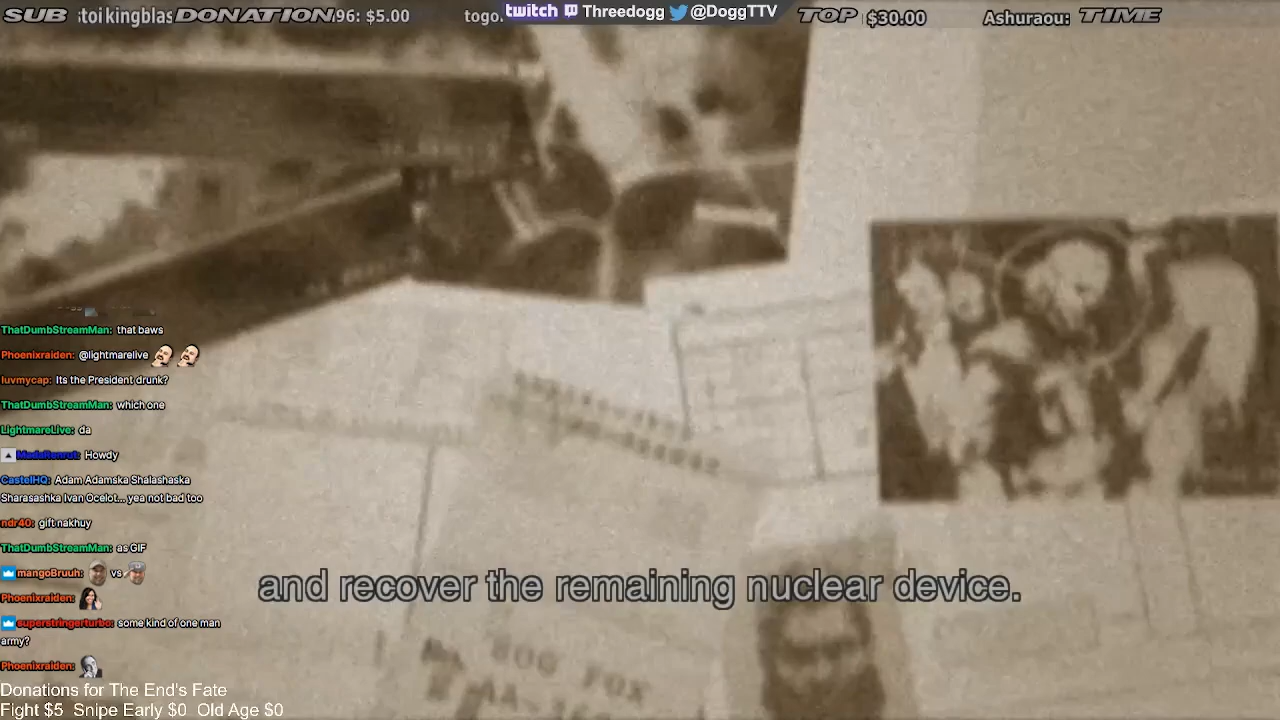 SUB toikingblas DONATION 96: $5.00 togo. twitch Threedogg @DoggTTV TOP $30.00 Ashuraou: TIME
ThatDumbStreamMan: that baws
Phoenixraiden: @lightmarelive
luvmycap: Its the President drunk?
ThatDumbStreamMan: which one
LightmareLive: da
Howdy
CastelHQ: Adam Adamska Shalashaska
Sharasashka Ivan Ocelot... yea not bad too
ndr40: gift nakhuy
ThatDumbStreamMan: as GIF
mangoBruuh: vs
Phoenixraiden:
superstringerturbo: some kind of one man
army?
Phoenixraiden:
and recover the remaining nuclear device.
FOX
Donations for The End's Fate
Fight $5 Snipe Early $0 Old Age $0